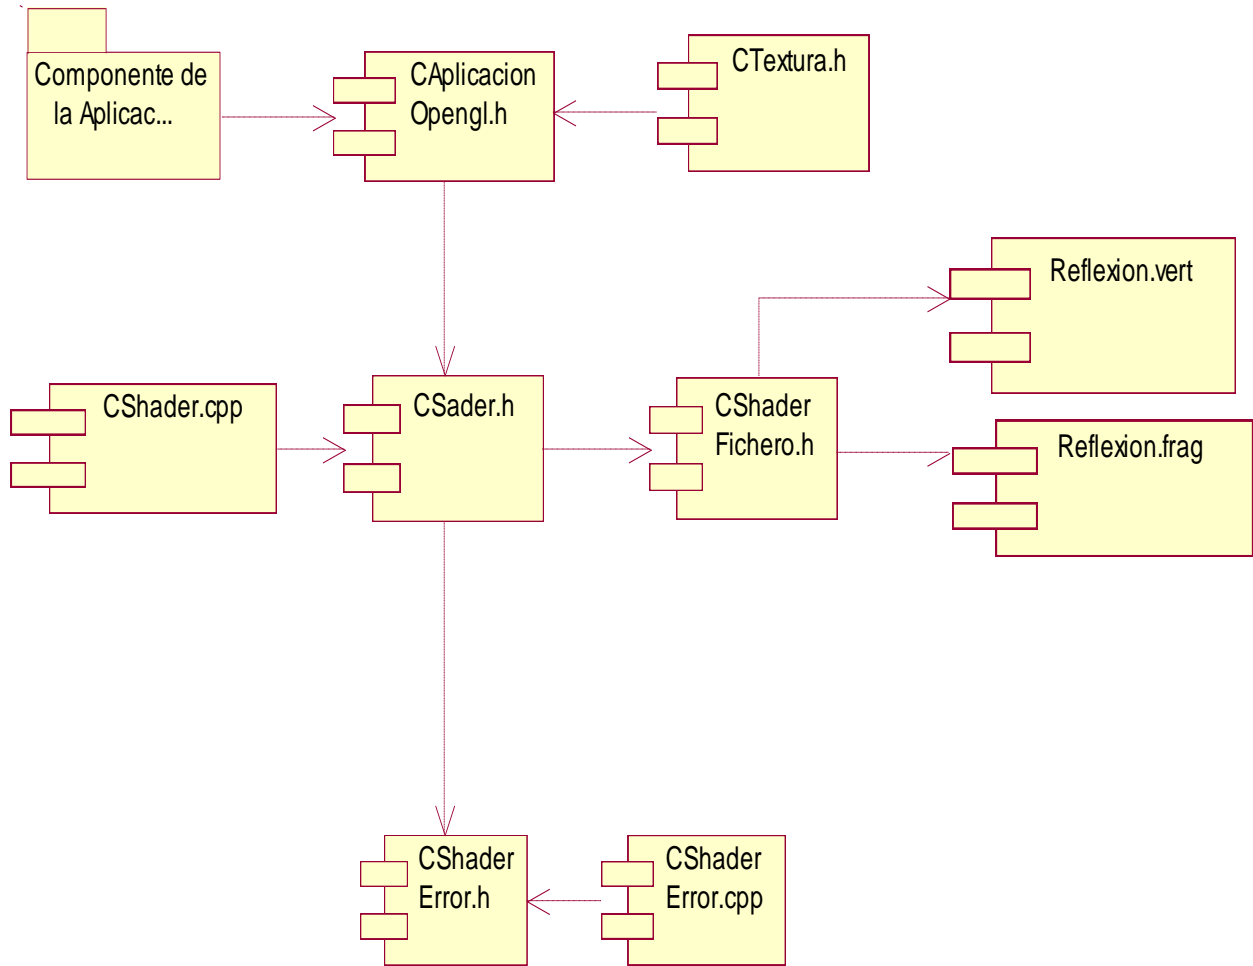 Componente de
la Aplicac...
CAplicacion
Opengl.h
CTextura.h
Reflexion.vert
CShader.cpp
CSader.h
CShader
Fichero.h
Reflexion.frag
CShader
Error.h
CShader
Error.cpp